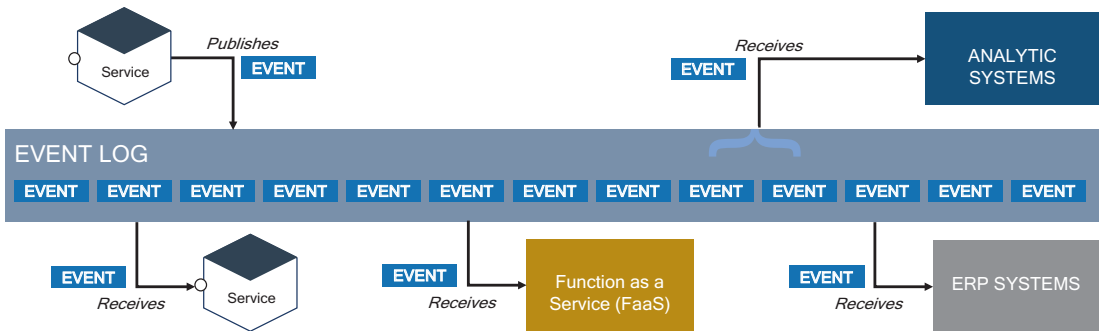 Publishes
Receives
Service
EVENT
EVENT
ANALYTIC
SYSTEMS
EVENT LOG
EVENT EVENT EVENT EVENT EVENT EVENT EVENT EVENT EVENT EVENT EVENT EVENT EVENT
EVENT
Receives
Service
EVENT
Receives
Function as a
Service (FaaS)
EVENT
Receives
ERP SYSTEMS